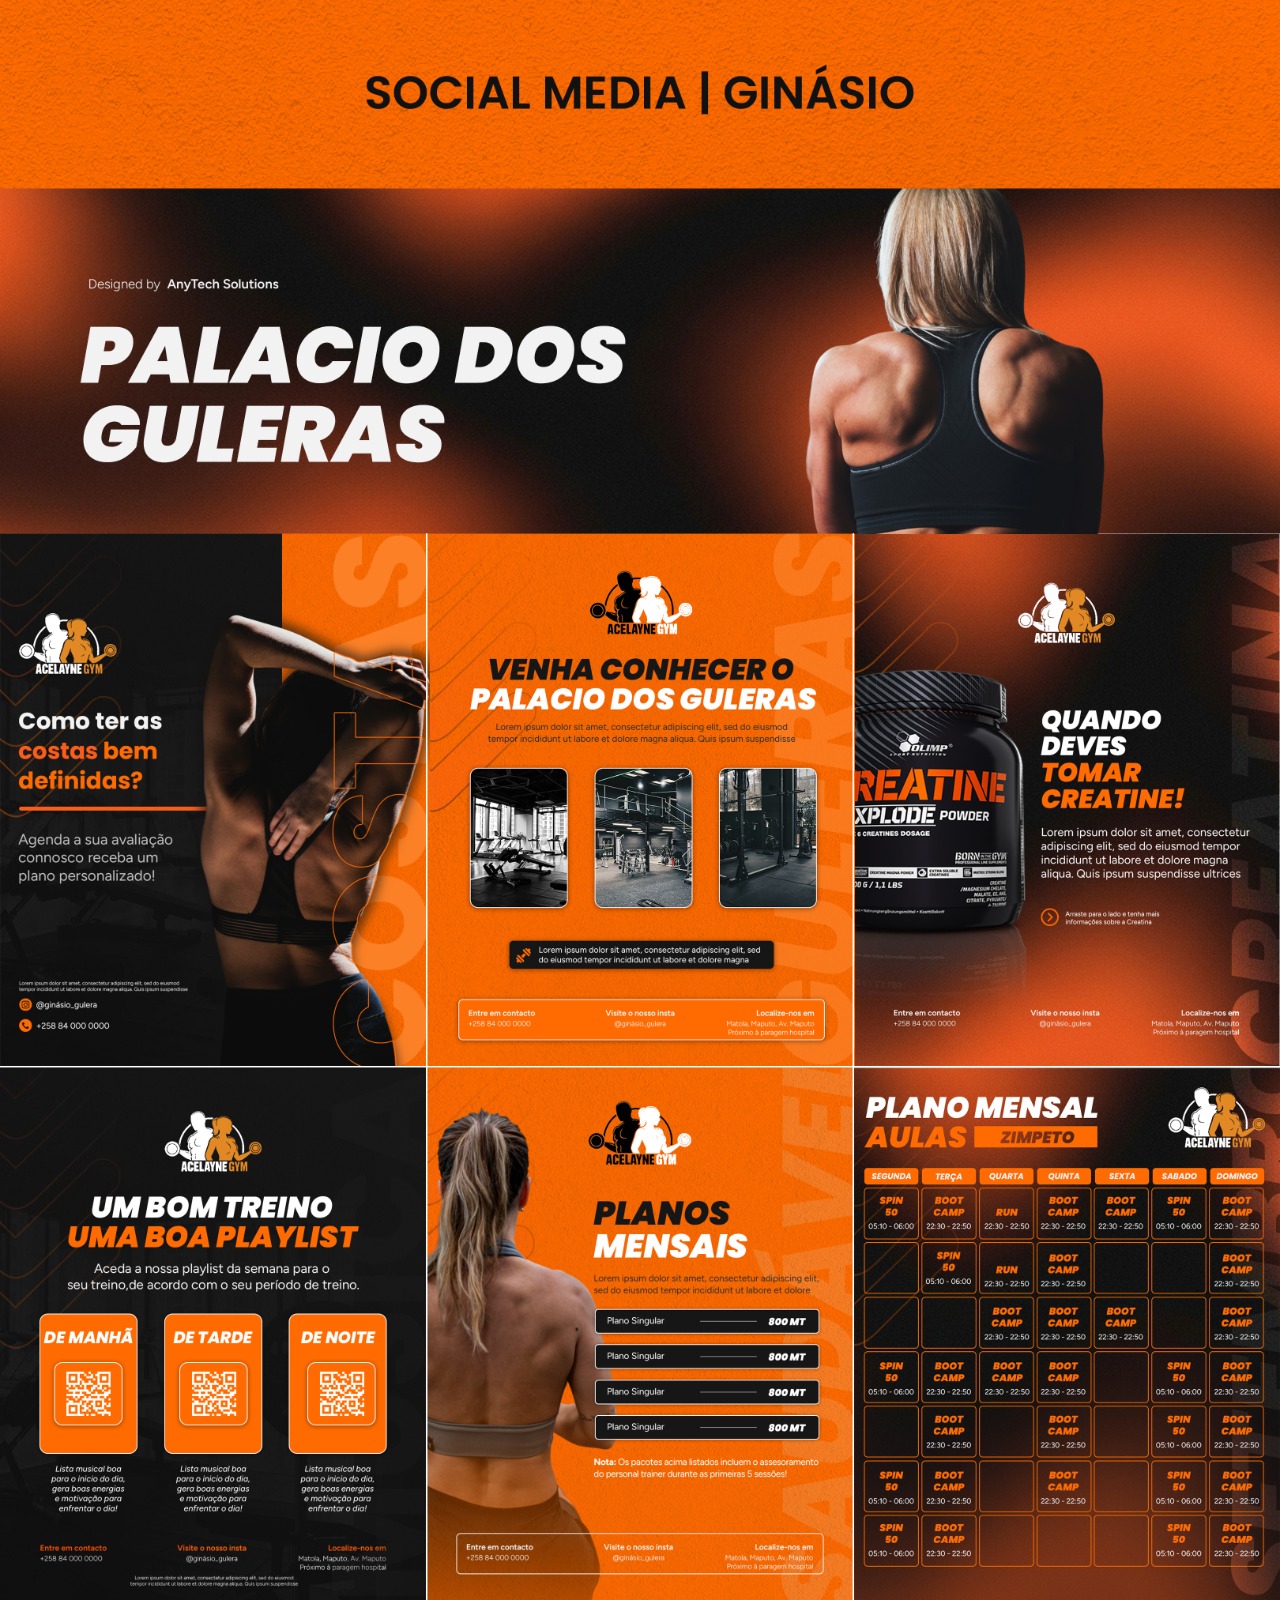 SOCIAL MEDIA | GINÁSIO
Designed by AnyTech Solutions
PALACIO DOS
GULERAS
ACELAYNE GYM
Como ter as
costas bem
definidas?
Agenda a sua avaliação
connosco receba um
plano personalizado!
Lorem ipsum dolor sit amet, consectetur adipiscing elit, sed do eiusmod
tempor incididunt ut labore et dolore magna aliqua. Quis ipsum suspendisse
@ginásio_gulera
+258 84 000 0000
COSTAS
ACELAYNE GYM
VENHA CONHECER O
PALACIO DOS GULERAS
Lorem ipsum dolor sit amet, consectetur adipiscing elit, sed do eiusmod
tempor incididunt ut labore et dolore magna aliqua. Quis ipsum suspendisse
Lorem ipsum dolor sit amet, consectetur adipiscing elit, sed
do eiusmod tempor incididunt ut labore et dolore magna
Entre em contacto
+258 84 000 0000
Visite o nosso insta
@ginásio_gulera
Localize-nos em
Matola, Maputo, Av. Maputo
Próximo à paragem hospital
GULERAS
ACELAYNE GYM
OLIMP
SPORT NUTRITION
REATINE
XPLODE POWDER
6 CREATINES DOSAGE
BORN IN THE GYM
00 G / 1,1 LBS
QUANDO
DEVES
TOMAR
CREATINE!
Lorem ipsum dolor sit amet, consectetur
adipiscing elit, sed do eiusmod tempor
incididunt ut labore et dolore magna
aliqua. Quis ipsum suspendisse ultrices
Arraste para o lado e tenha mais
informações sobre a Creatina
Entre em contacto
+258 84 000 0000
Visite o nosso insta
@ginásio_gulera
Localize-nos em
Matola, Maputo, Av. Maputo
Próximo à paragem hospital
CREATINA
ACELAYNE GYM
UM BOM TREINO
UMA BOA PLAYLIST
Aceda a nossa playlist da semana para o
seu treino,de acordo com o seu período de treino.
DE MANHÃ
DE TARDE
DE NOITE
Lista musical boa
para o inicio do dia,
gera boas energias
e motivação para
enfrentar o dia!
Lista musical boa
para o inicio do dia,
gera boas energias
e motivação para
enfrentar o dia!
Lista musical boa
para o inicio do dia,
gera boas energias
e motivação para
enfrentar o dia!
Entre em contacto
+258 84 000 0000
Visite o nosso insta
@ginásio_gulera
Localize-nos em
Matola, Maputo, Av. Maputo
Próximo à paragem hospital
Lorem ipsum dolor sit amet, consectetur adipiscing elit, sed do eiusmod
tempor incididunt ut labore et dolore magna aliqua. Quis ipsum suspendisse
ACELAYNE GYM
PLANOS
MENSAIS
Lorem ipsum dolor sit amet, consectetur adipiscing elit,
sed do eiusmod tempor incididunt ut labore et dolore
Plano Singular 800 MT
Plano Singular 800 MT
Plano Singular 800 MT
Plano Singular 800 MT
Nota: Os pacotes acima listados incluem o assesoramento
do personal trainer durante as primeiras 5 sessões!
Entre em contacto
+258 84 000 0000
Visite o nosso insta
@ginásio_gulera
Localize-nos em
Matola, Maputo, Av. Maputo
Próximo à paragem hospital
SAUDÁVEL
PLANO MENSAL
AULAS ZIMPETO
ACELAYNE GYM
SEGUNDA TERÇA QUARTA QUINTA SEXTA SABADO DOMINGO
SPIN BOOT BOOT BOOT SPIN BOOT
50 CAMP RUN CAMP CAMP 50 CAMP
05:10 - 06:00 22:30 - 22:50 22:30 - 22:50 22:30 - 22:50 22:30 - 22:50 05:10 - 06:00 22:30 - 22:50
SPIN BOOT BOOT
50 RUN CAMP CAMP
05:10 - 06:00 22:30 - 22:50 22:30 - 22:50 22:30 - 22:50
BOOT BOOT BOOT BOOT
CAMP CAMP CAMP CAMP
22:30 - 22:50 22:30 - 22:50 22:30 - 22:50 22:30 - 22:50
SPIN BOOT BOOT BOOT SPIN BOOT
50 CAMP CAMP CAMP 50 CAMP
05:10 - 06:00 22:30 - 22:50 22:30 - 22:50 22:30 - 22:50 05:10 - 06:00 22:30 - 22:50
BOOT BOOT SPIN BOOT
CAMP CAMP 50 CAMP
22:30 - 22:50 22:30 - 22:50 05:10 - 06:00 22:30 - 22:50
SPIN BOOT BOOT SPIN BOOT
50 CAMP CAMP 50 CAMP
05:10 - 06:00 22:30 - 22:50 22:30 - 22:50 05:10 - 06:00 22:30 - 22:50
SPIN BOOT SPIN BOOT
50 CAMP 50 CAMP
05:10 - 06:00 22:30 - 22:50 05:10 - 06:00 22:30 - 22:50